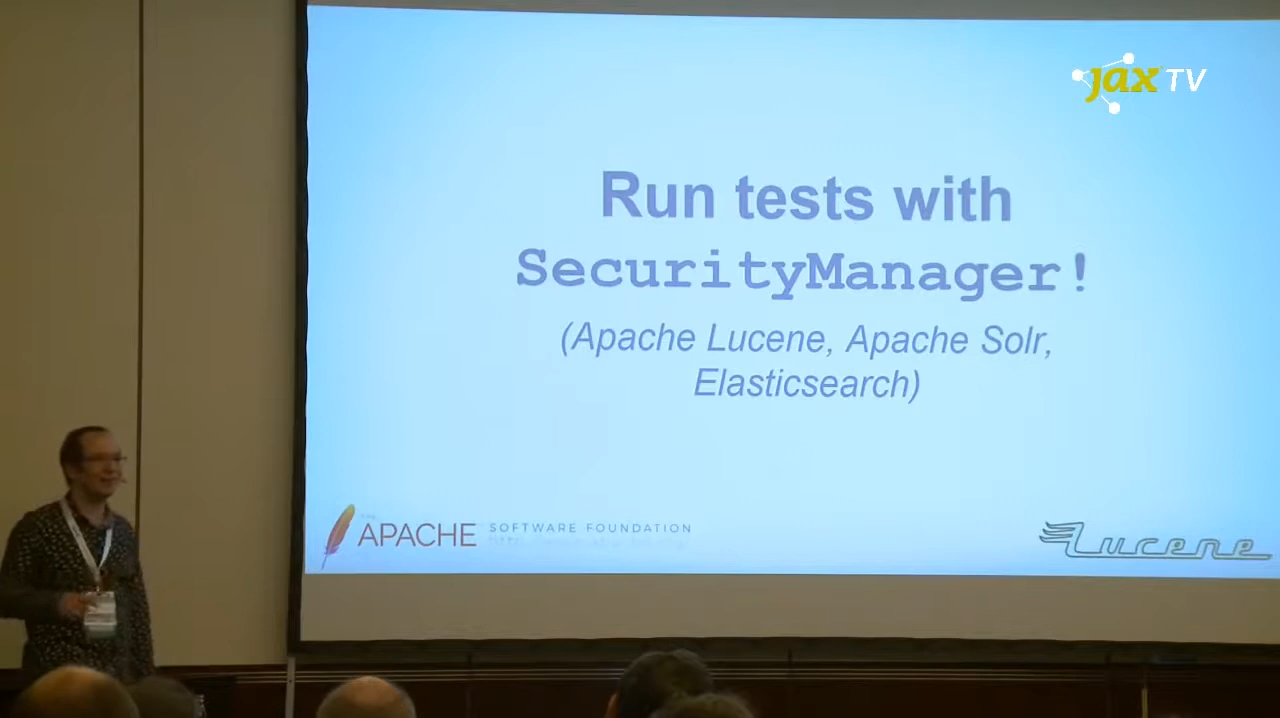 jax TV
Run tests with
SecurityManager!
(Apache Lucene, Apache Solr,
Elasticsearch)
APACHE
SOFTWARE FOUNDATION
Lucene